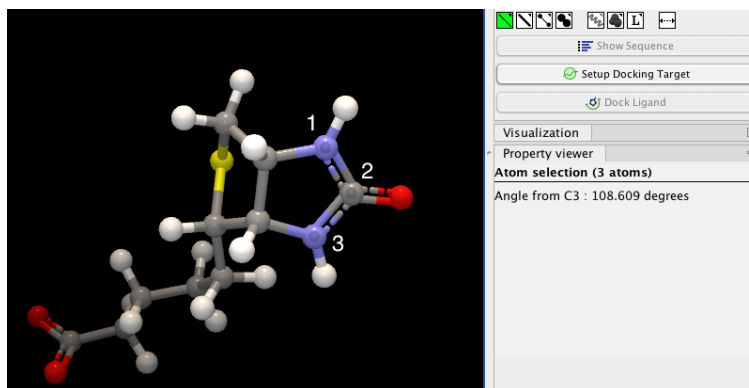 L
Show Sequence
Setup Docking Target
Dock Ligand
Visualization
Property viewer
Atom selection (3 atoms)
Angle from C3 : 108.609 degrees
1
2
3